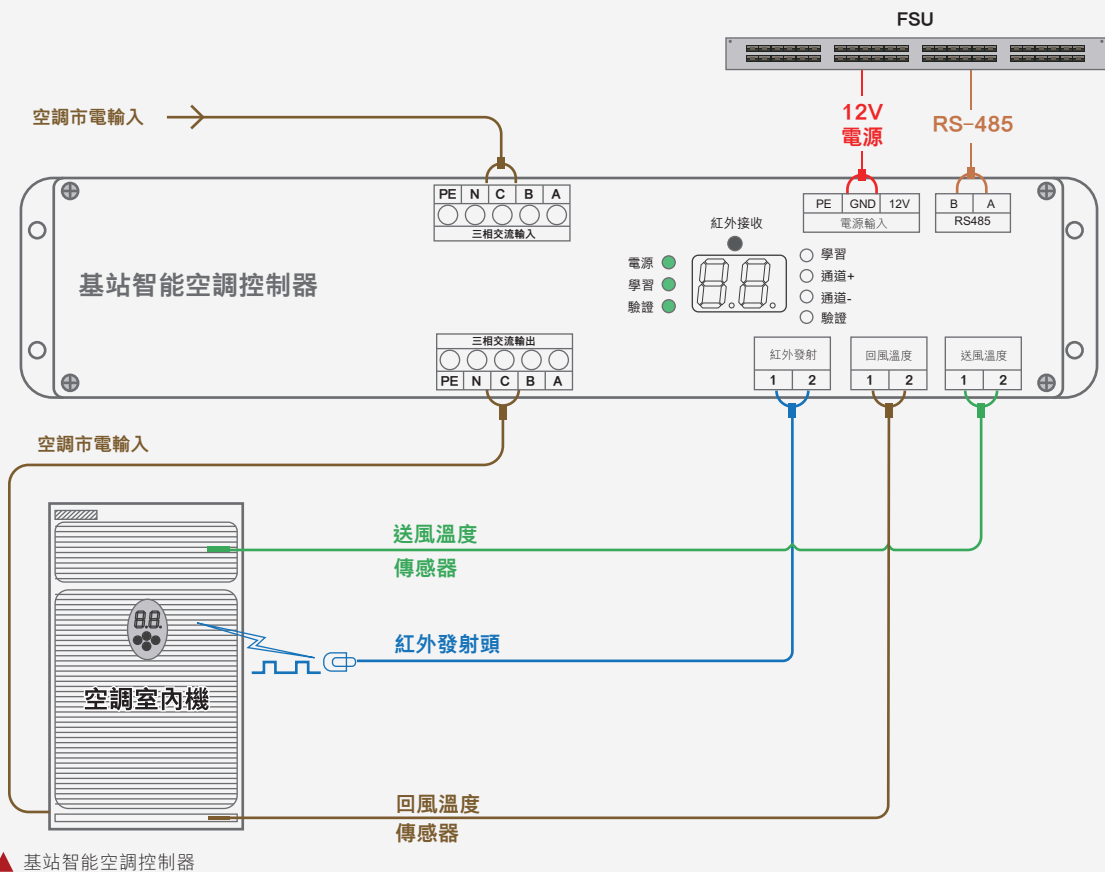 FSU
空調市電輸入
12V
電源
RS-485
PE N C B A
三相交流輸入
PE GND 12V
電源輸入
B A
RS485
紅外接收
電源
學習
驗證
88
學習
通道+
通道-
驗證
基站智能空調控制器
三相交流輸出
PE N C B A
紅外發射
1 2
回風溫度
1 2
送風溫度
1 2
空調市電輸入
送風溫度
傳感器
88
紅外發射頭
空調室內機
回風溫度
傳感器
基站智能空調控制器